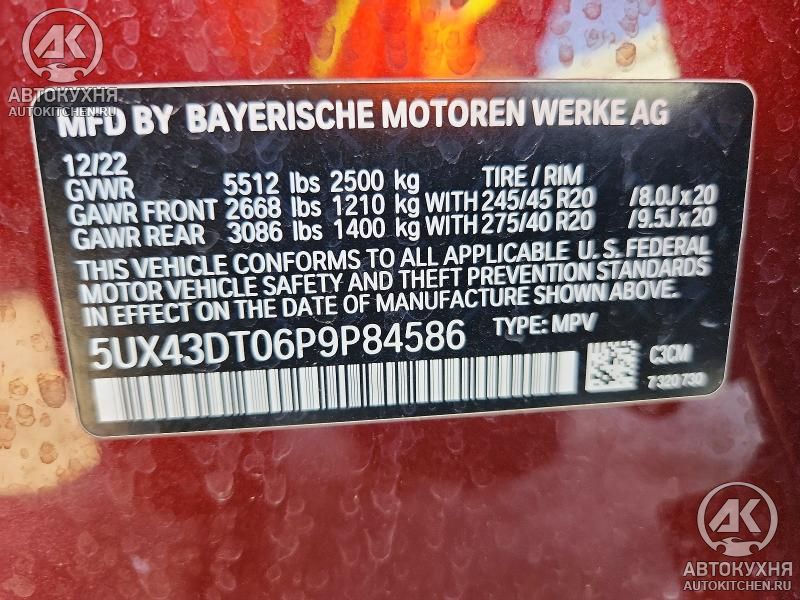 AK
АВТОКУХНЯ
AUTOKITCHEN.RU
MFD BY BAYERISCHE MOTOREN WERKE AG
12/22 TIRE / RIM
GVWR 5512 lbs 2500 kg
GAWR FRONT 2668 lbs 1210 kg WITH 245/45 R20 /8.0J x 20
GAWR REAR 3086 lbs 1400 kg WITH 275/40 R20 /9.5J x 20
THIS VEHICLE CONFORMS TO ALL APPLICABLE U. S. FEDERAL
MOTOR VEHICLE SAFETY AND THEFT PREVENTION STANDARDS
IN EFFECT ON THE DATE OF MANUFACTURE SHOWN ABOVE.
5UX43DT06P9P84586 TYPE: MPV
C3CM
7 320 730
AK
АВТОКУХНЯ
AUTOKITCHEN.RU